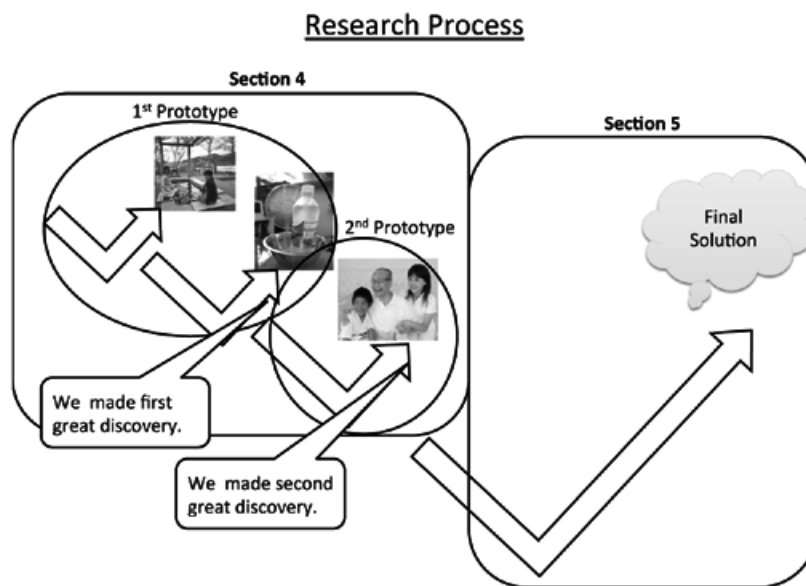 Research Process
Section 4
1st Prototype
Section 5
2nd Prototype
Final
Solution
We made first
great discovery.
We made second
great discovery.